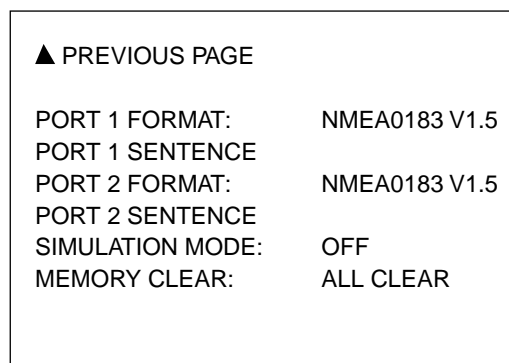 ▲ PREVIOUS PAGE
PORT 1 FORMAT: NMEA0183 V1.5
PORT 1 SENTENCE
PORT 2 FORMAT: NMEA0183 V1.5
PORT 2 SENTENCE
SIMULATION MODE: OFF
MEMORY CLEAR: ALL CLEAR